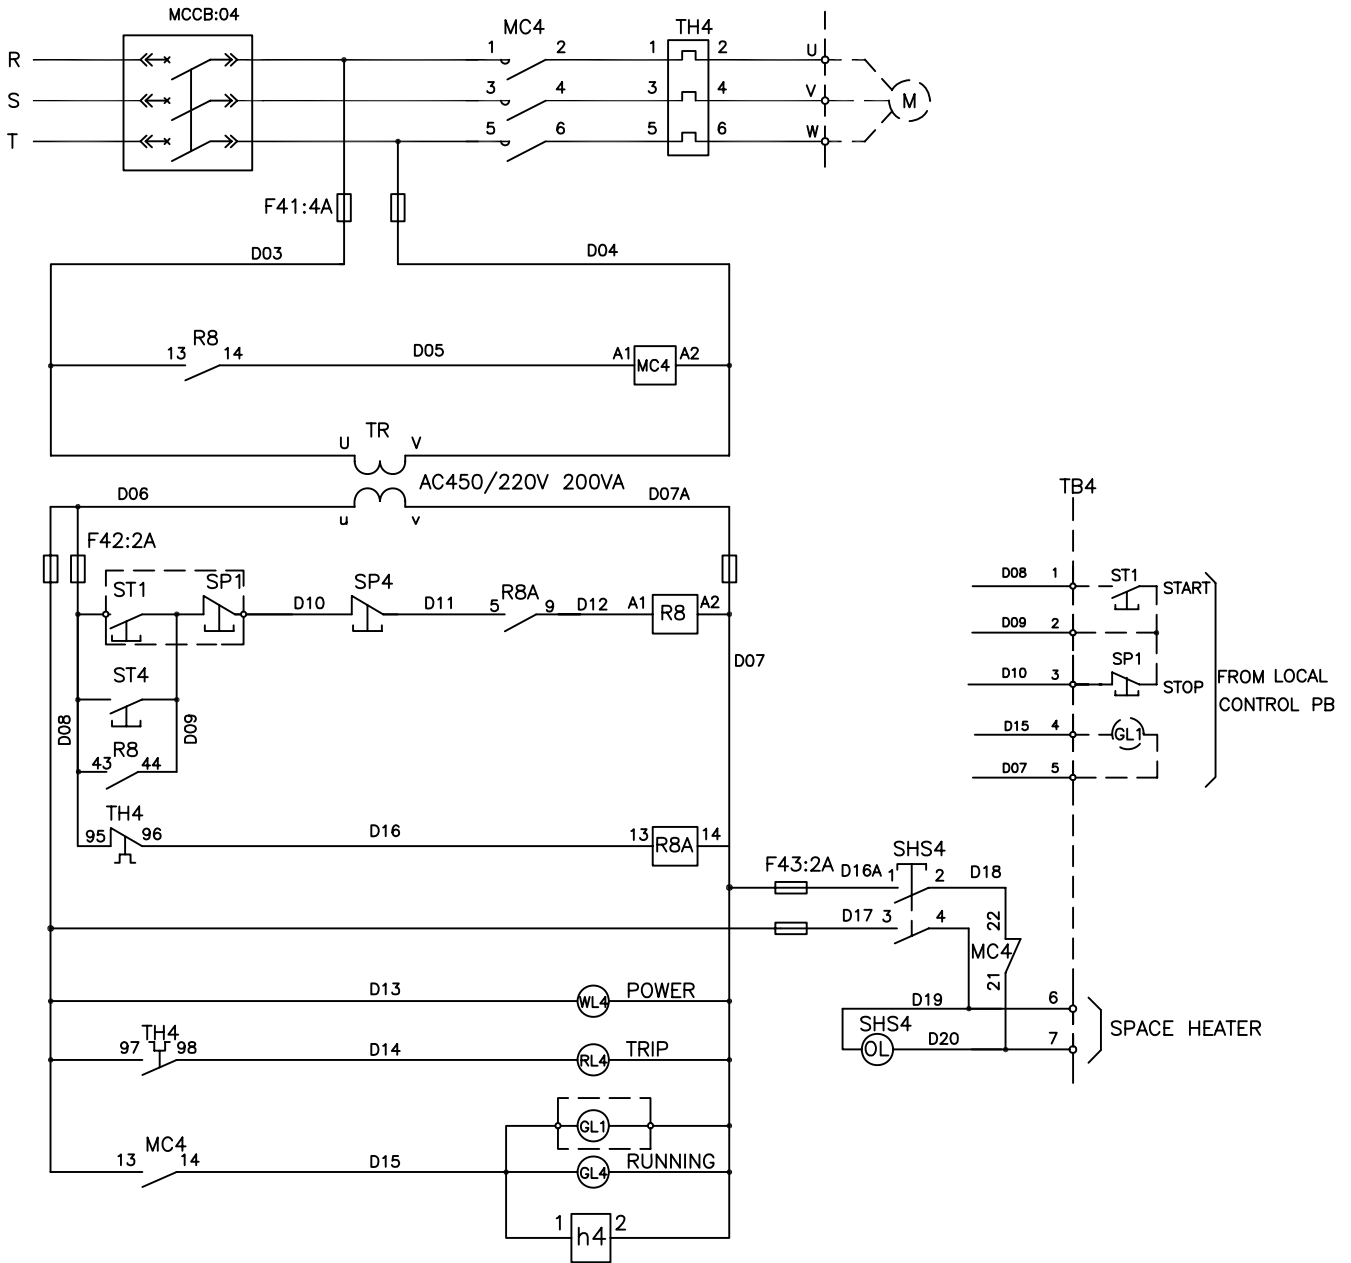 MCCB:04
R
S
T
MC4
TH4
1 2 1 2 U
3 4 3 4 V
5 6 5 6 W
M
F41:4A
D03
D04
R8
13 14
D05
A1 MC4 A2
TR
U V
AC450/220V 200VA
D06
D07A
u v
F42:2A
ST1
SP1
D10
SP4
D11
R8A
5 9
D12
A1 R8 A2
D07
ST4
D08
D09
R8
43 44
TH4
95 96
D16
13 R8A 14
F43:2A
D16A
SHS4
1 2
D18
D17 3 4
22
MC4
21
D13
WL4
POWER
D19
6
SHS4
OL
D20
7
SPACE HEATER
TH4
97 98
D14
RL4
TRIP
GL1
MC4
13 14
D15
GL4
RUNNING
1 h4 2
TB4
D08 1 ST1 START
D09 2
D10 3 SP1 STOP
D15 4 GL1
D07 5
FROM LOCAL
CONTROL PB